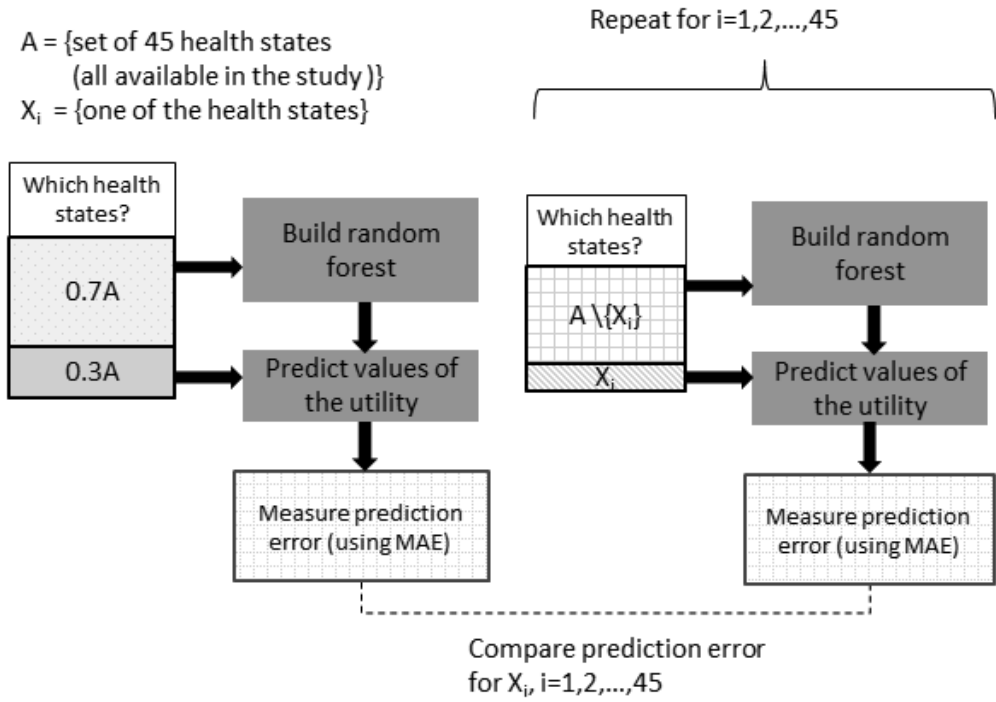 A = {set of 45 health states
(all available in the study )}
Xᵢ = {one of the health states}
Which health
states?
0.7A
0.3A
Build random
forest
Predict values of
the utility
Measure prediction
error (using MAE)
Repeat for i=1,2,...,45
Which health
states?
A \{Xᵢ}
Xᵢ
Build random
forest
Predict values of
the utility
Measure prediction
error (using MAE)
Compare prediction error
for Xᵢ, i=1,2,...,45